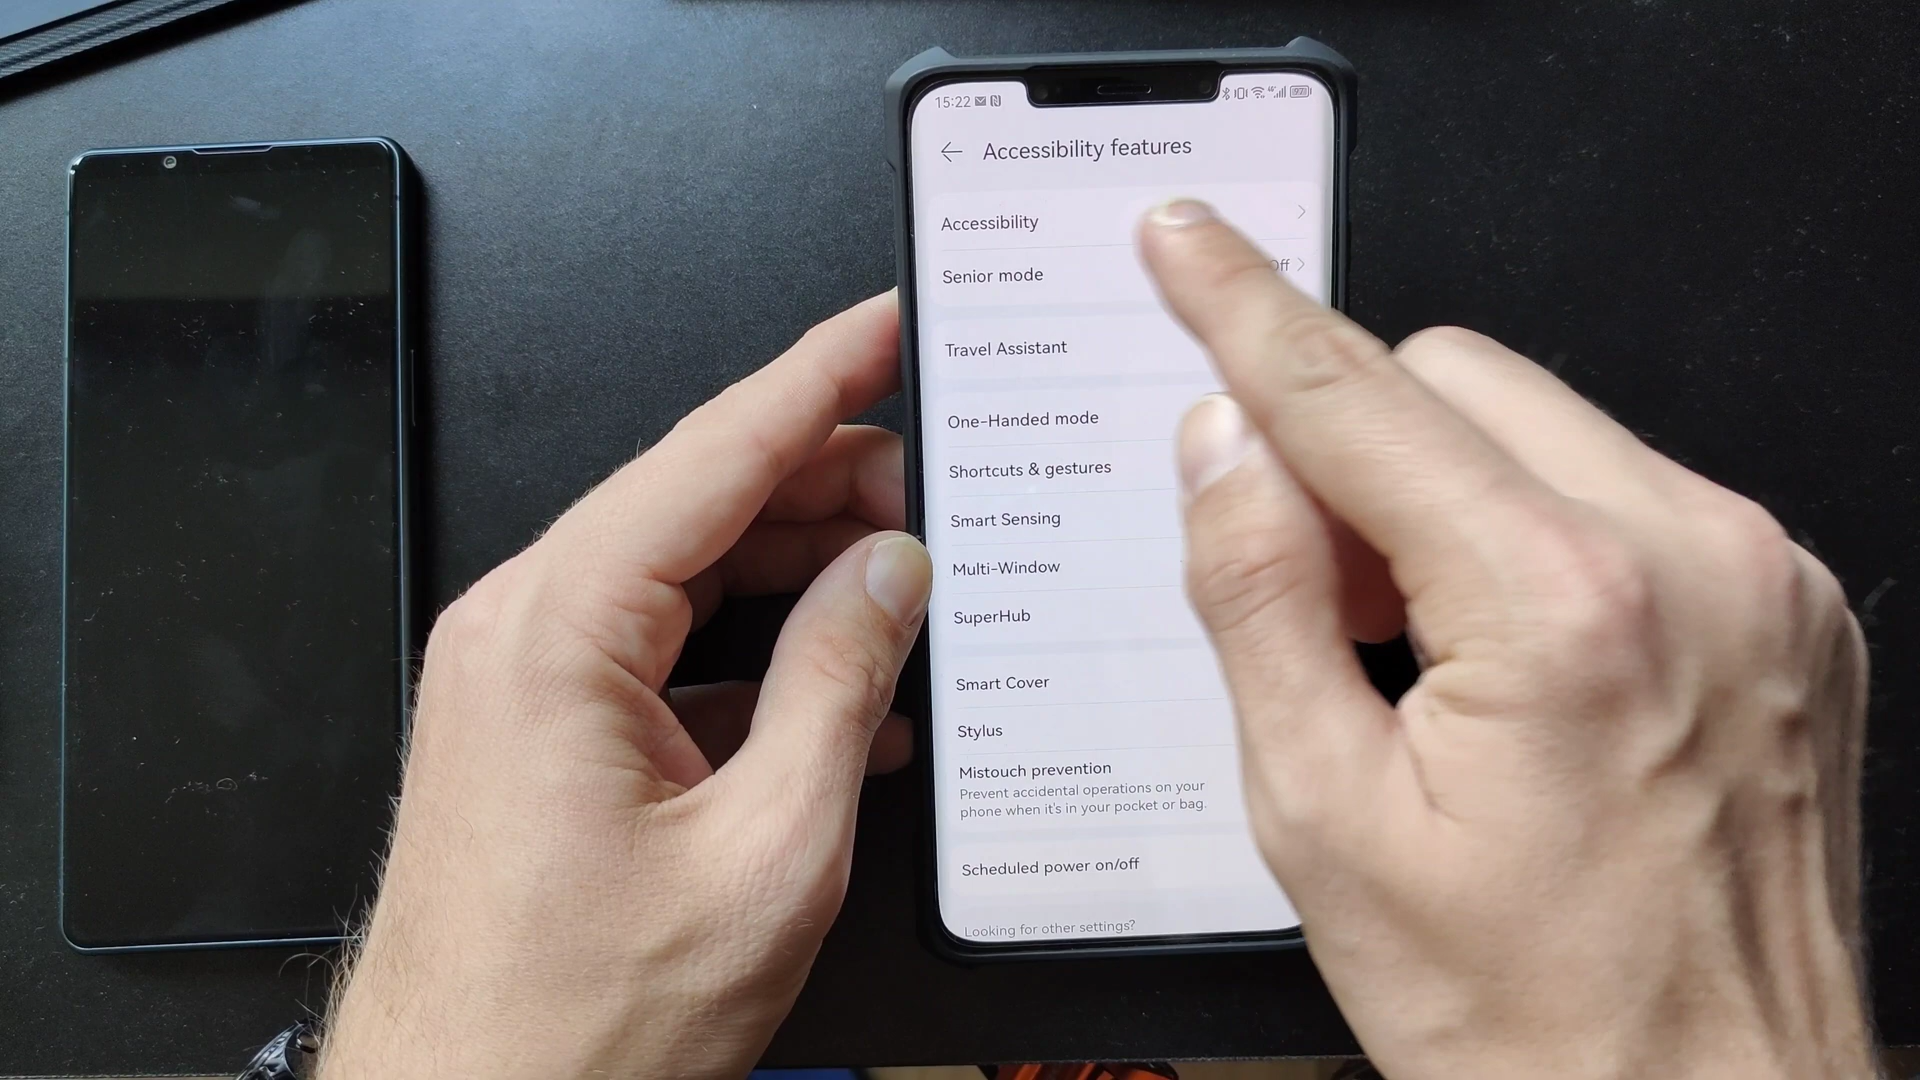 15:22
Accessibility features
Accessibility
Senior mode
Off
Travel Assistant
One-Handed mode
Shortcuts & gestures
Smart Sensing
Multi-Window
SuperHub
Smart Cover
Stylus
Mistouch prevention
Prevent accidental operations on your
phone when it's in your pocket or bag.
Scheduled power on/off
Looking for other settings?